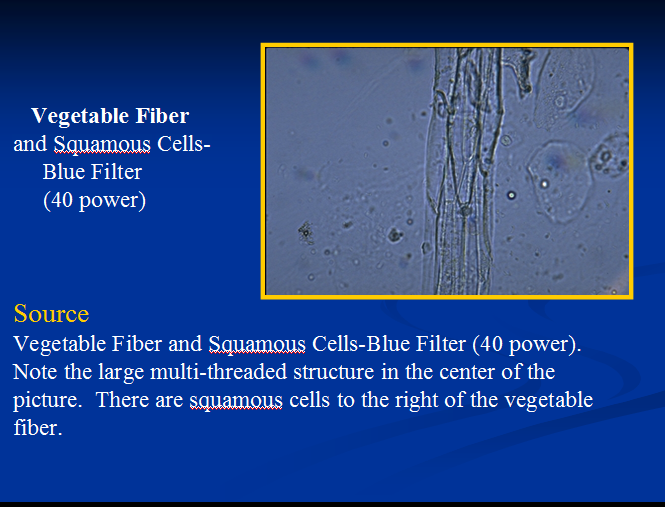 Vegetable Fiber
and Squamous Cells-
Blue Filter
(40 power)
Source
Vegetable Fiber and Squamous Cells-Blue Filter (40 power).
Note the large multi-threaded structure in the center of the
picture.  There are squamous cells to the right of the vegetable
fiber.